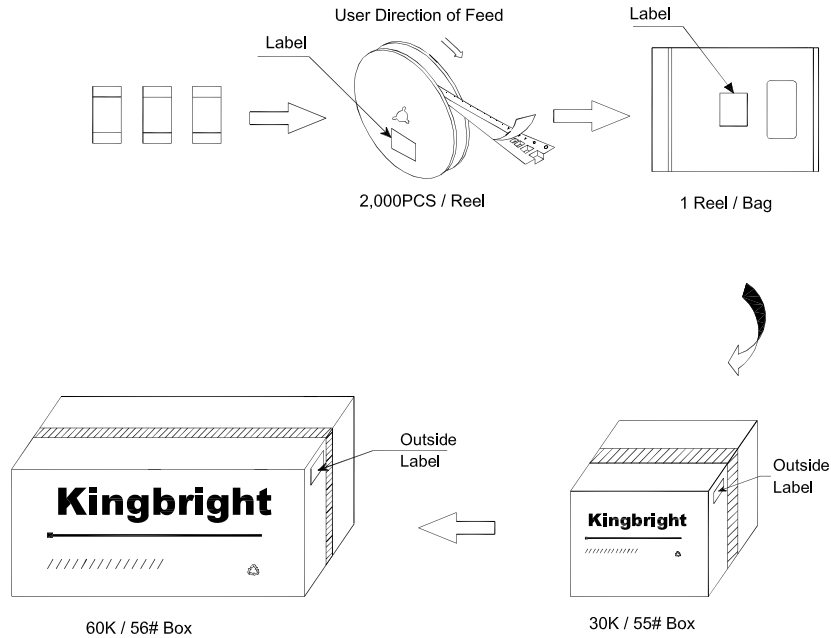 User Direction of Feed
Label
Label
2,000PCS / Reel
1 Reel / Bag
Outside
Label
Kingbright
60K / 56# Box
Outside
Label
Kingbright
30K / 55# Box